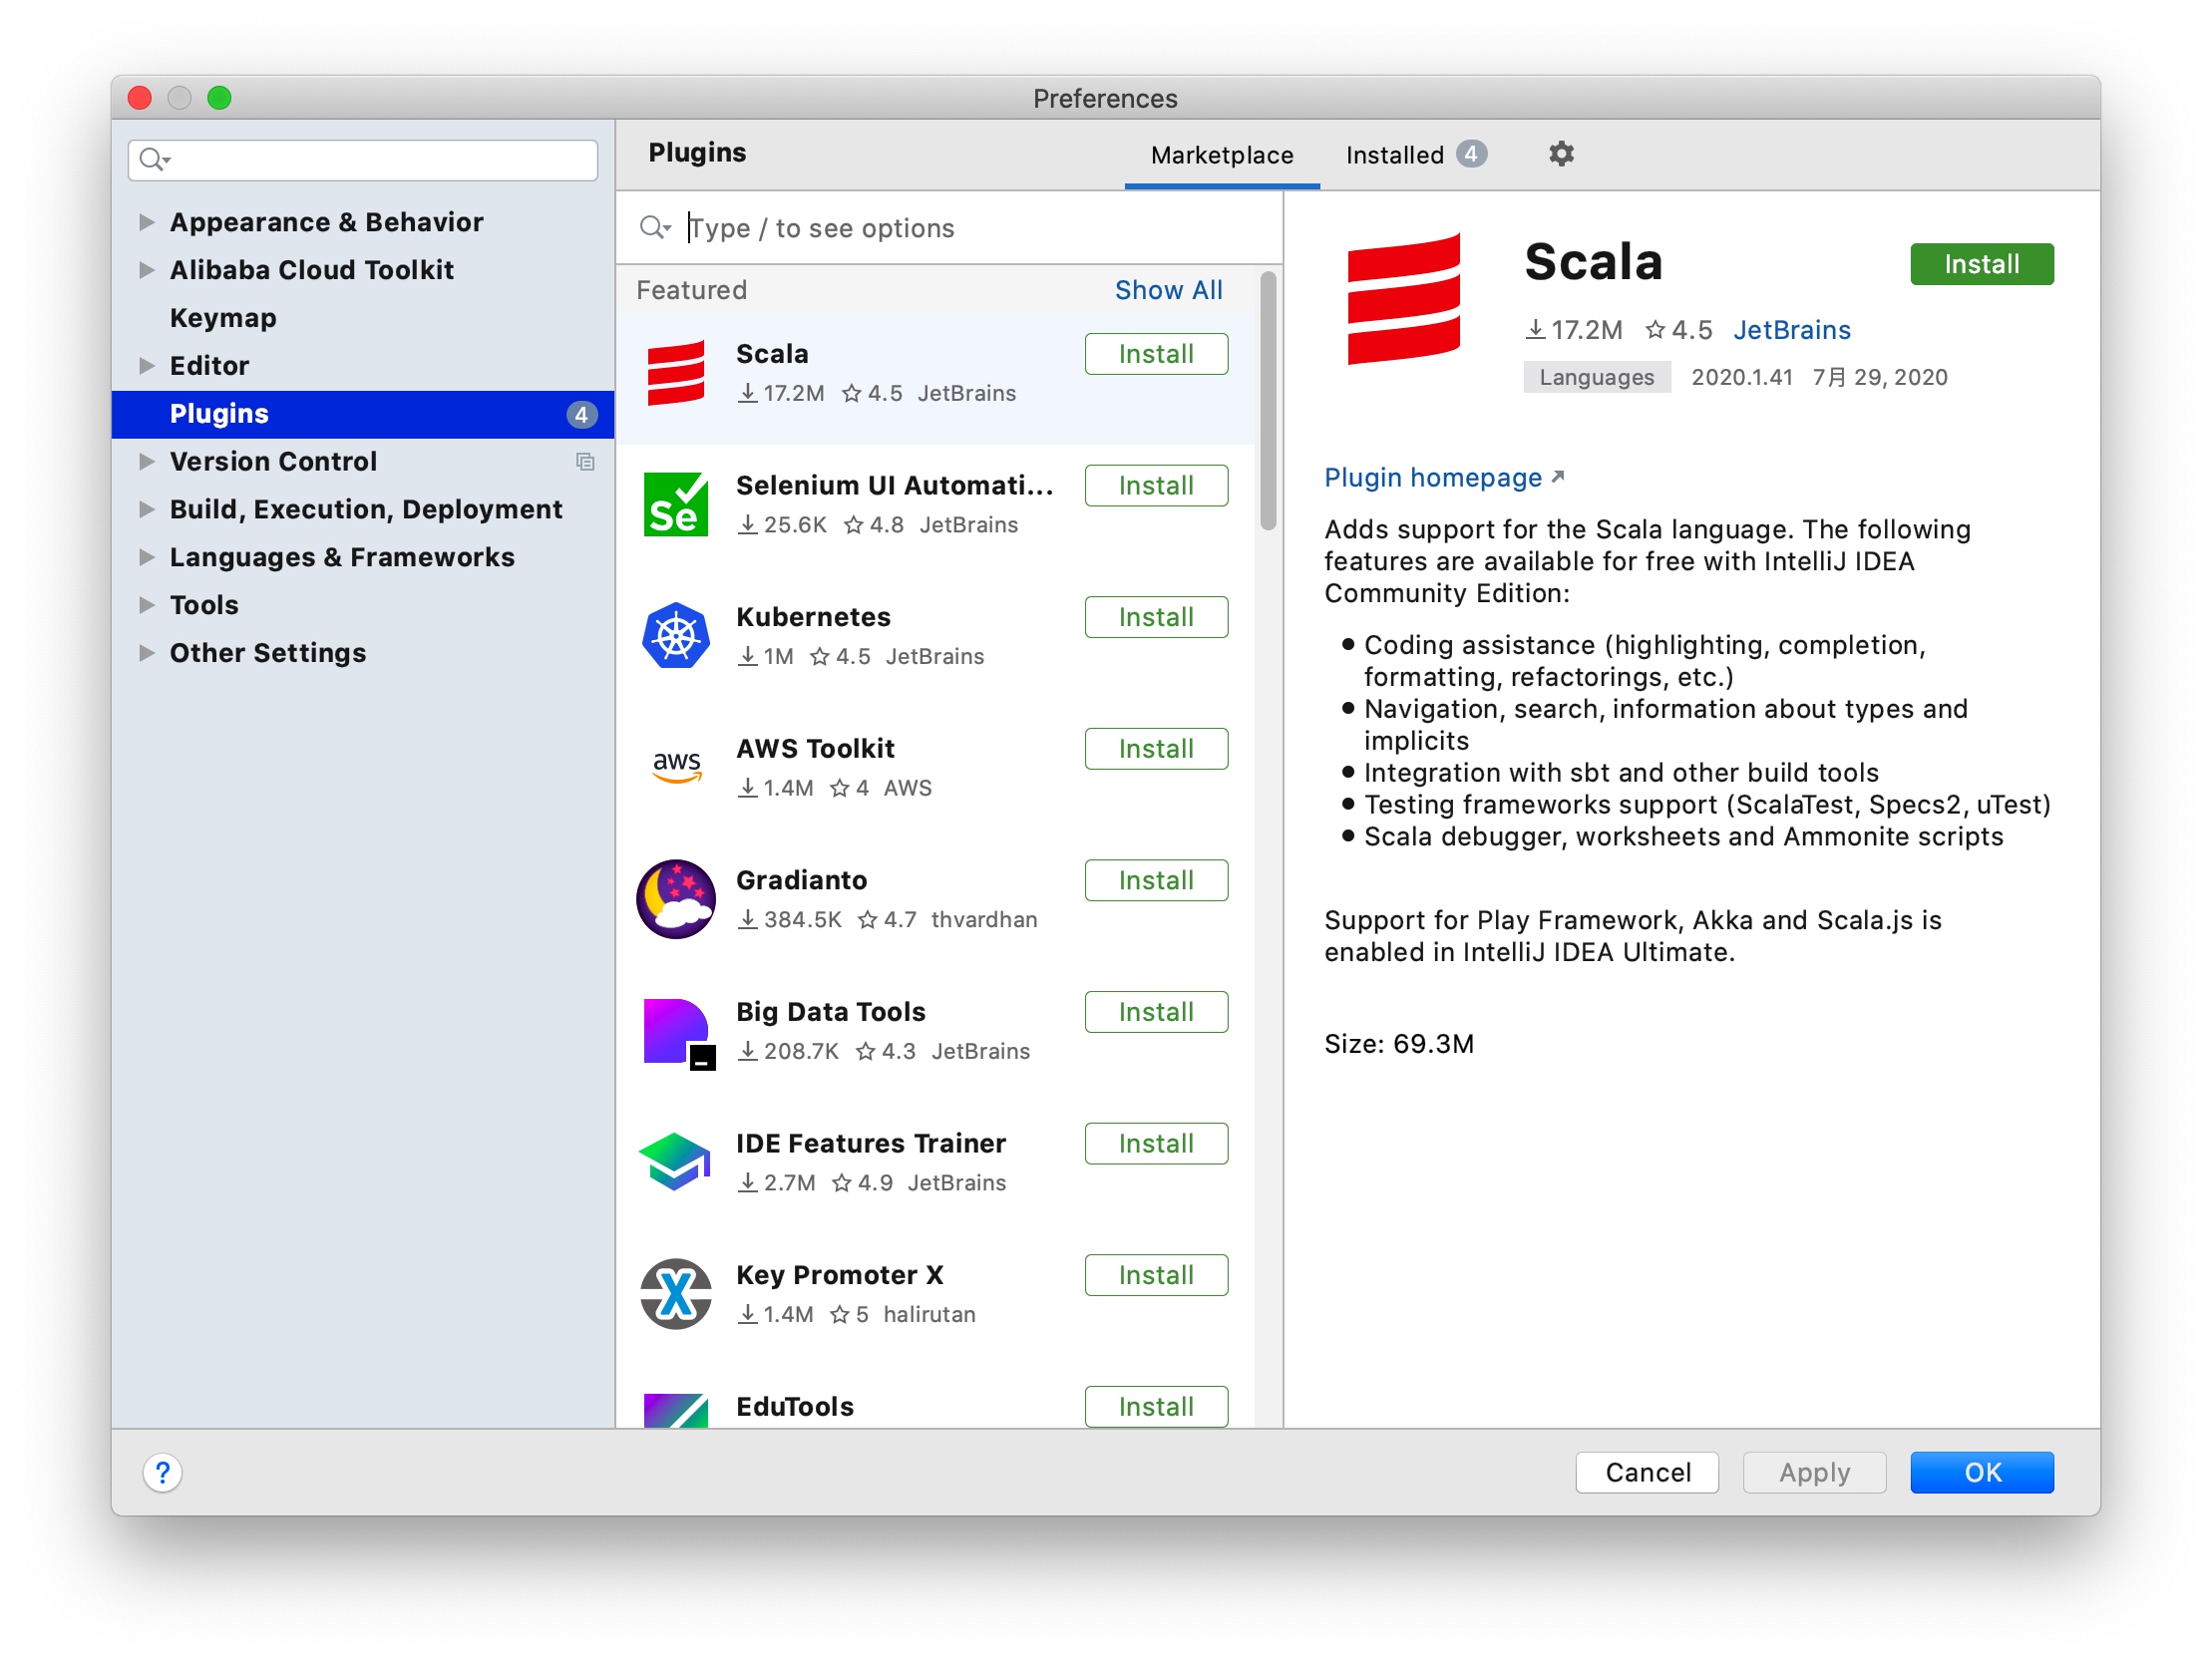 Preferences
Appearance & Behavior
Alibaba Cloud Toolkit
Keymap
Editor
Plugins 4
Version Control
Build, Execution, Deployment
Languages & Frameworks
Tools
Other Settings
Plugins
Marketplace
Installed 4
Type / to see options
Featured Show All
Scala Install
17.2M 4.5 JetBrains
Se
Selenium UI Automati... Install
25.6K 4.8 JetBrains
Kubernetes Install
1M 4.5 JetBrains
aws
AWS Toolkit Install
1.4M 4 AWS
Gradianto Install
384.5K 4.7 thvardhan
Big Data Tools Install
208.7K 4.3 JetBrains
IDE Features Trainer Install
2.7M 4.9 JetBrains
X
Key Promoter X Install
1.4M 5 halirutan
EduTools Install
Scala Install
17.2M 4.5 JetBrains
Languages 2020.1.41 7月 29, 2020
Plugin homepage
Adds support for the Scala language. The following
features are available for free with IntelliJ IDEA
Community Edition:
• Coding assistance (highlighting, completion,
formatting, refactorings, etc.)
• Navigation, search, information about types and
implicits
• Integration with sbt and other build tools
• Testing frameworks support (ScalaTest, Specs2, uTest)
• Scala debugger, worksheets and Ammonite scripts
Support for Play Framework, Akka and Scala.js is
enabled in IntelliJ IDEA Ultimate.
Size: 69.3M
?
Cancel Apply OK